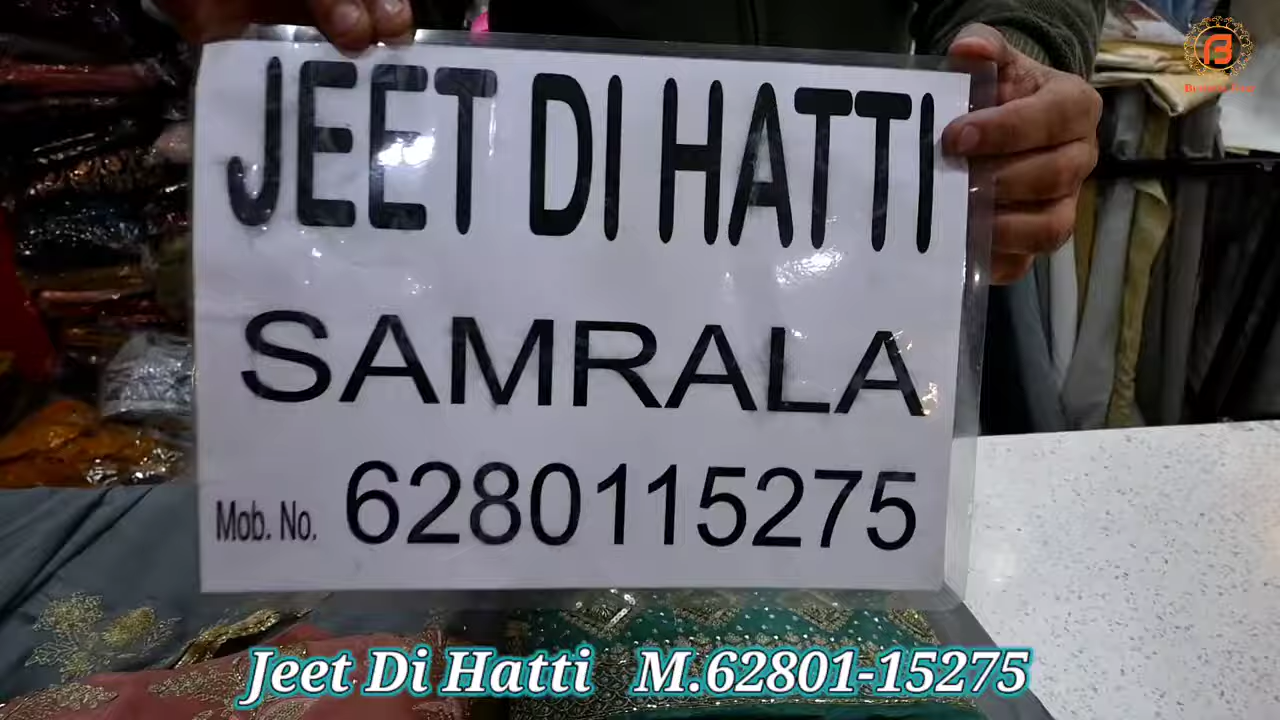 JEET DI HATTI
SAMRALA
Mob. No. 6280115275
Jeet Di Hatti M.62801-15275